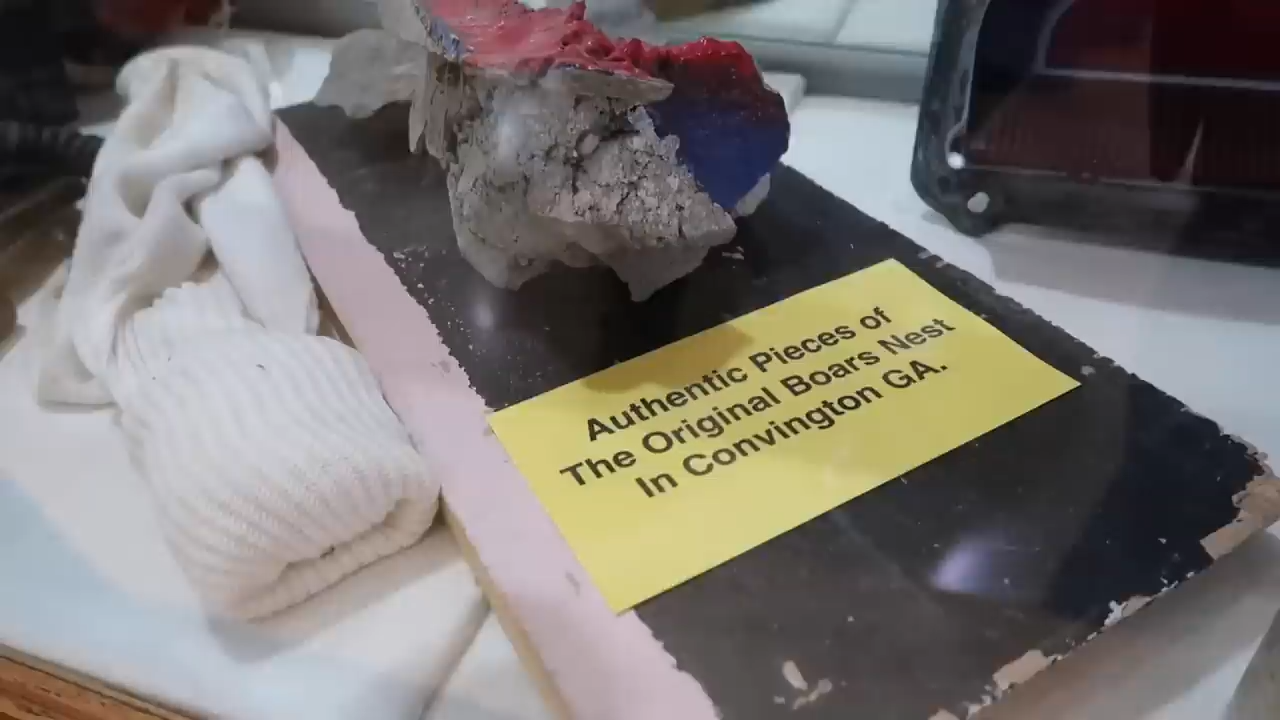 Authentic Pieces of
The Original Boars Nest
In Convington GA.